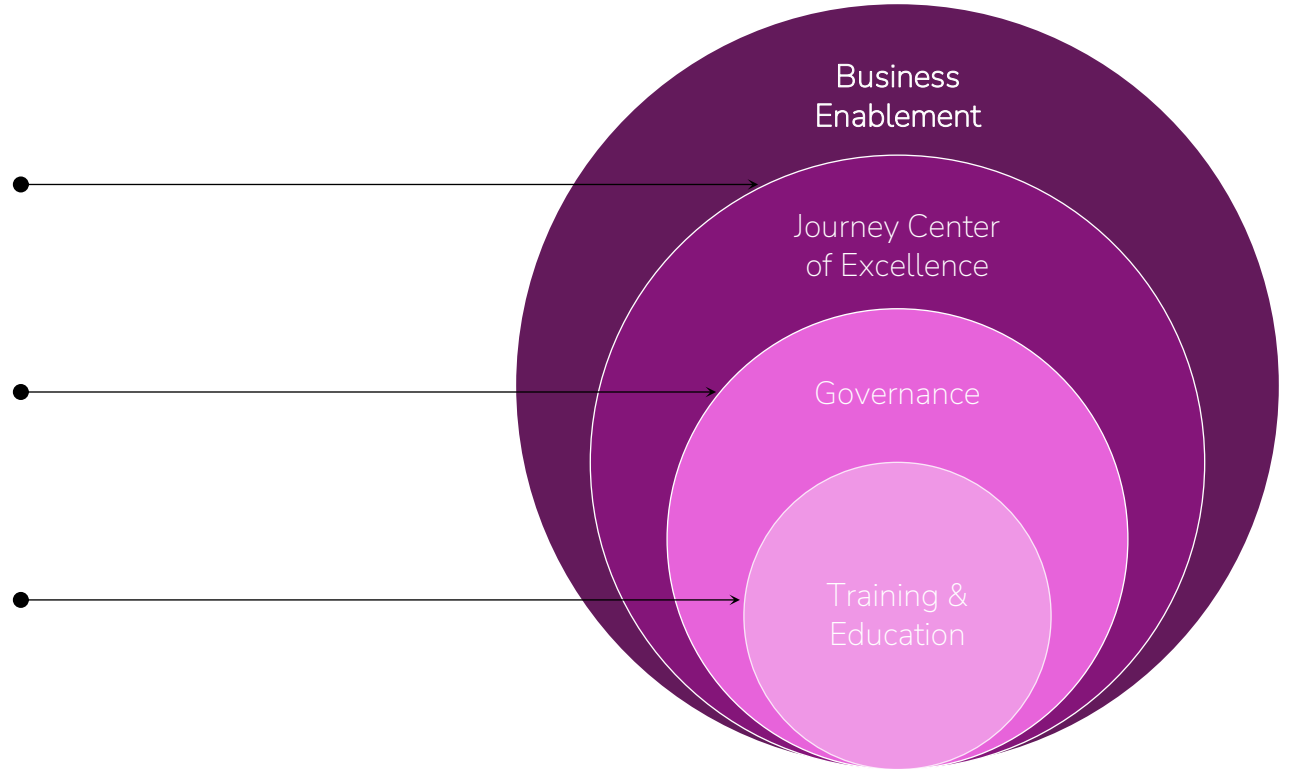 Business
Enablement
Journey Center
of Excellence
Governance
Training &
Education